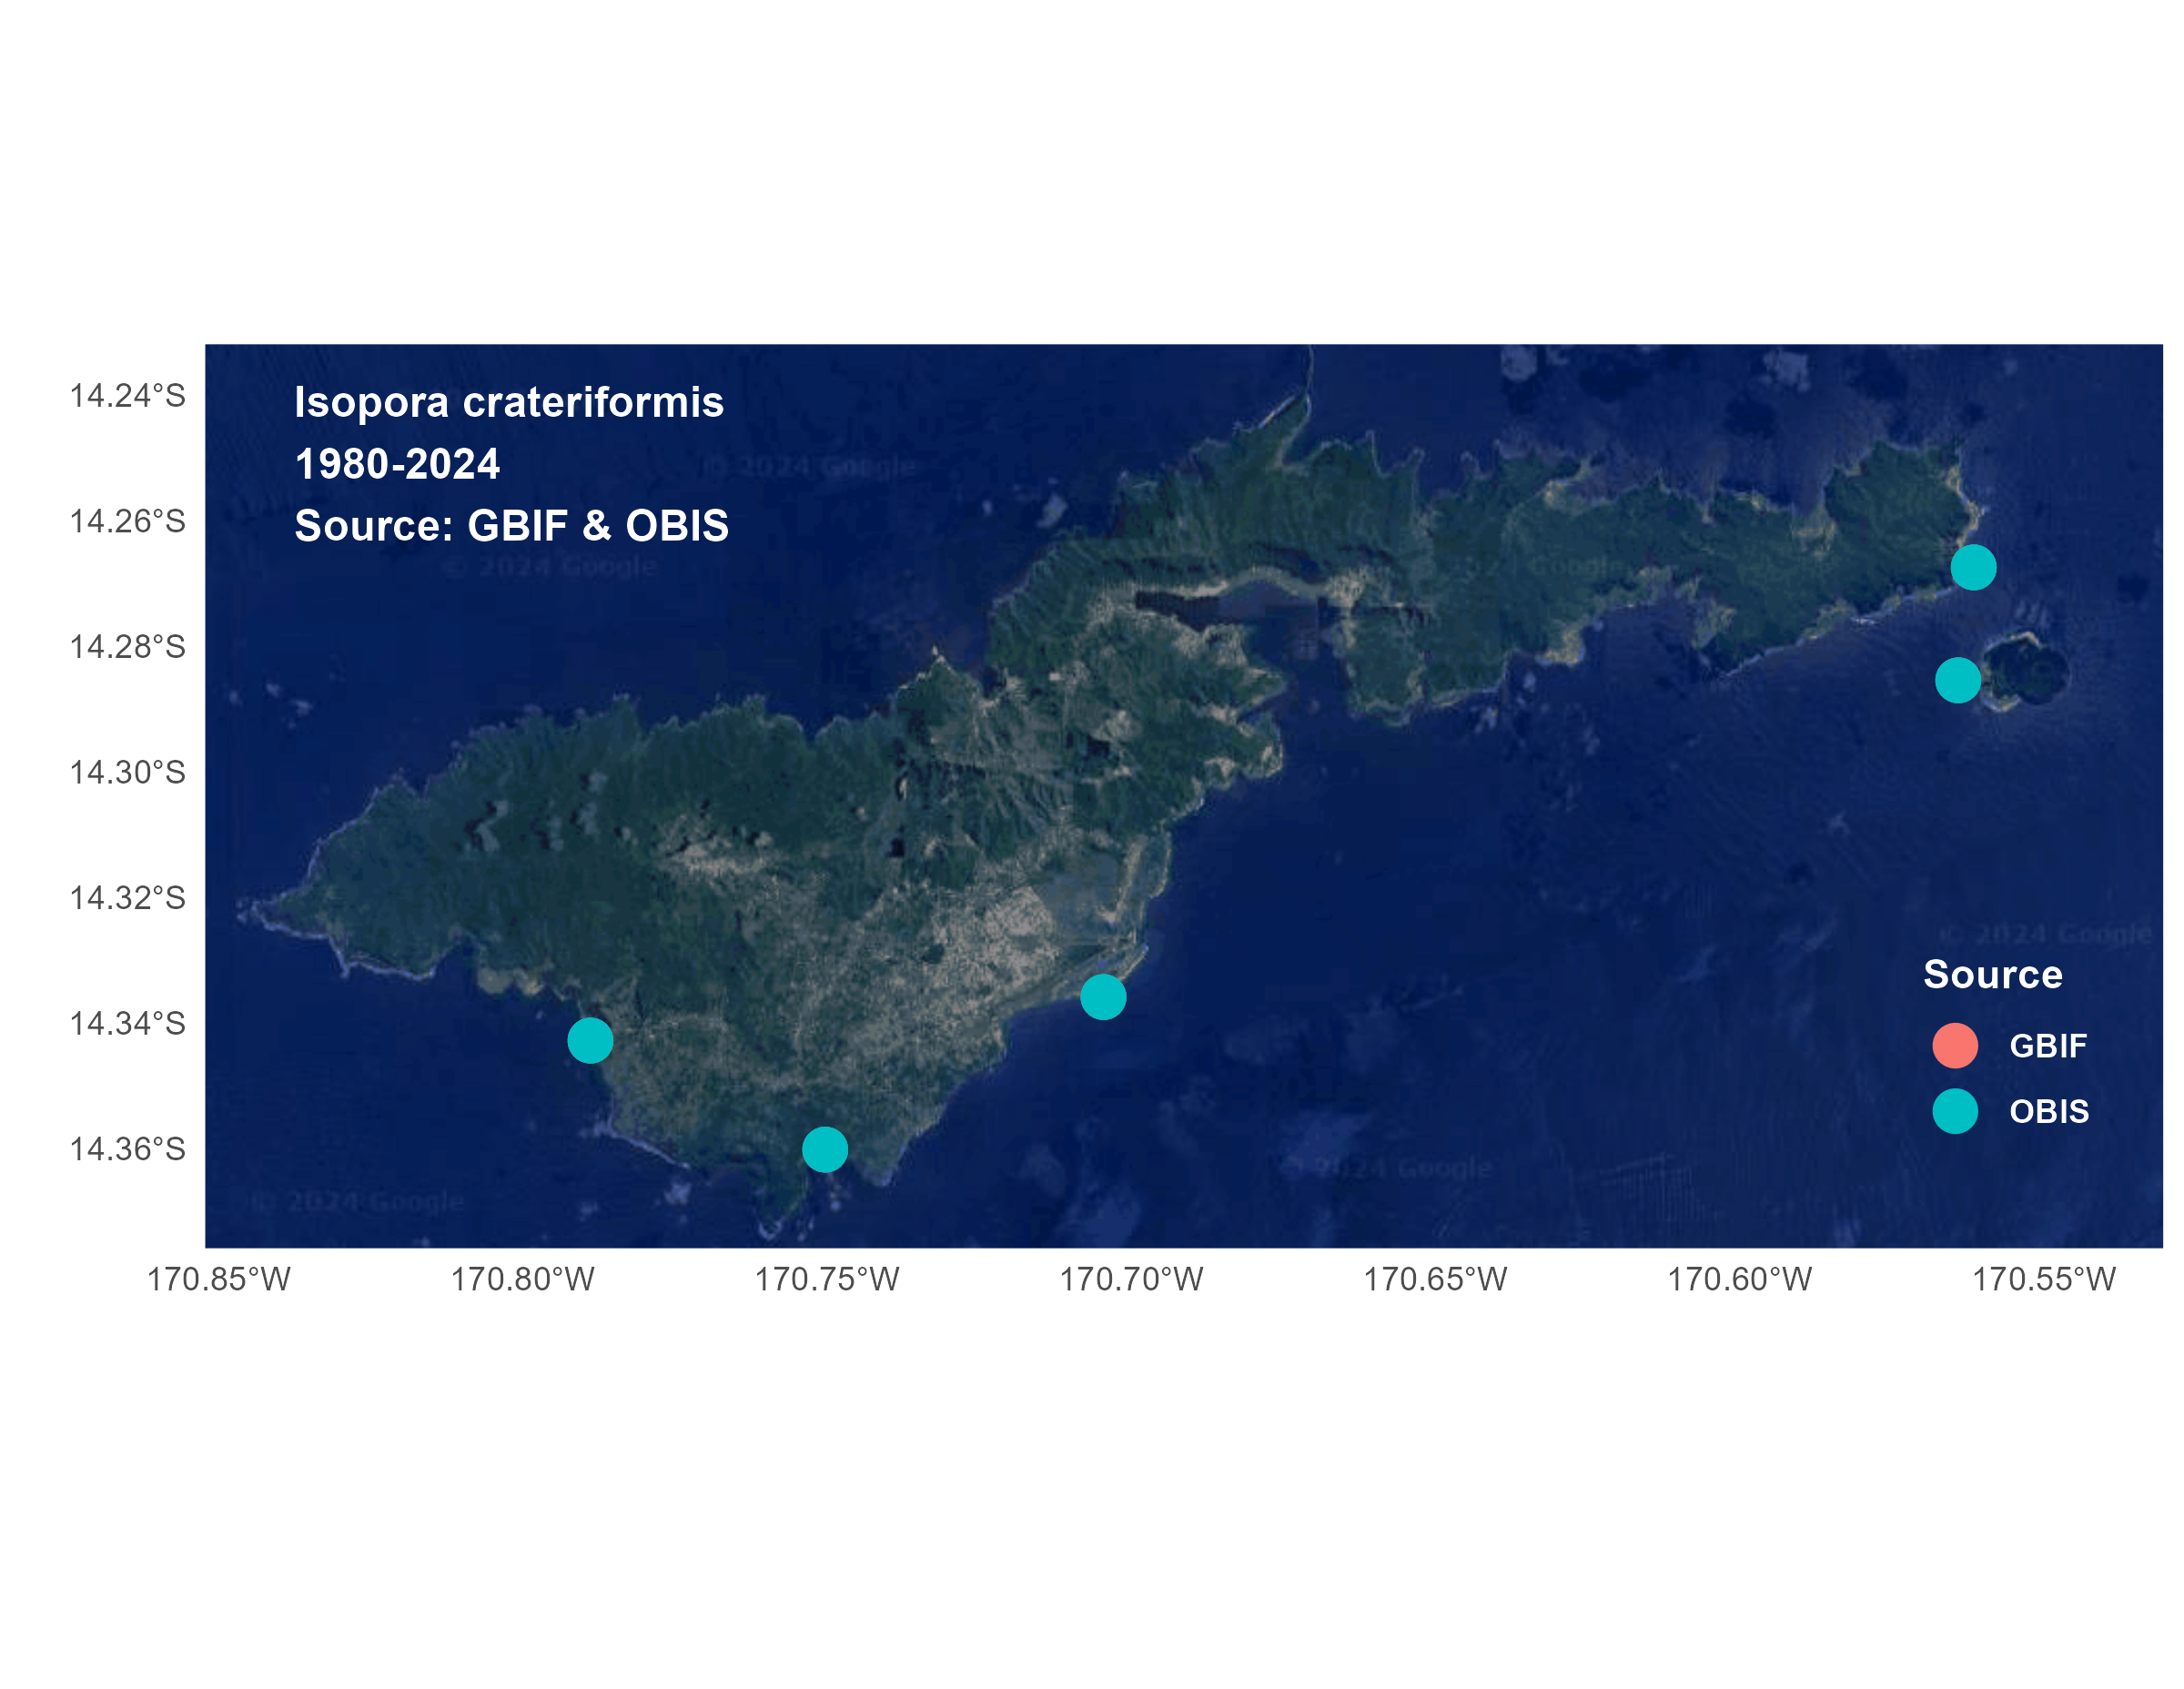 Isopora crateriformis
1980-2024
Source: GBIF & OBIS
© 2024 Google
© 2024 Google
2024 Google
© 2024 Google
© 2024 Google
© 2024 Google
Source
GBIF
OBIS
14.24°S
14.26°S
14.28°S
14.30°S
14.32°S
14.34°S
14.36°S
170.85°W
170.80°W
170.75°W
170.70°W
170.65°W
170.60°W
170.55°W